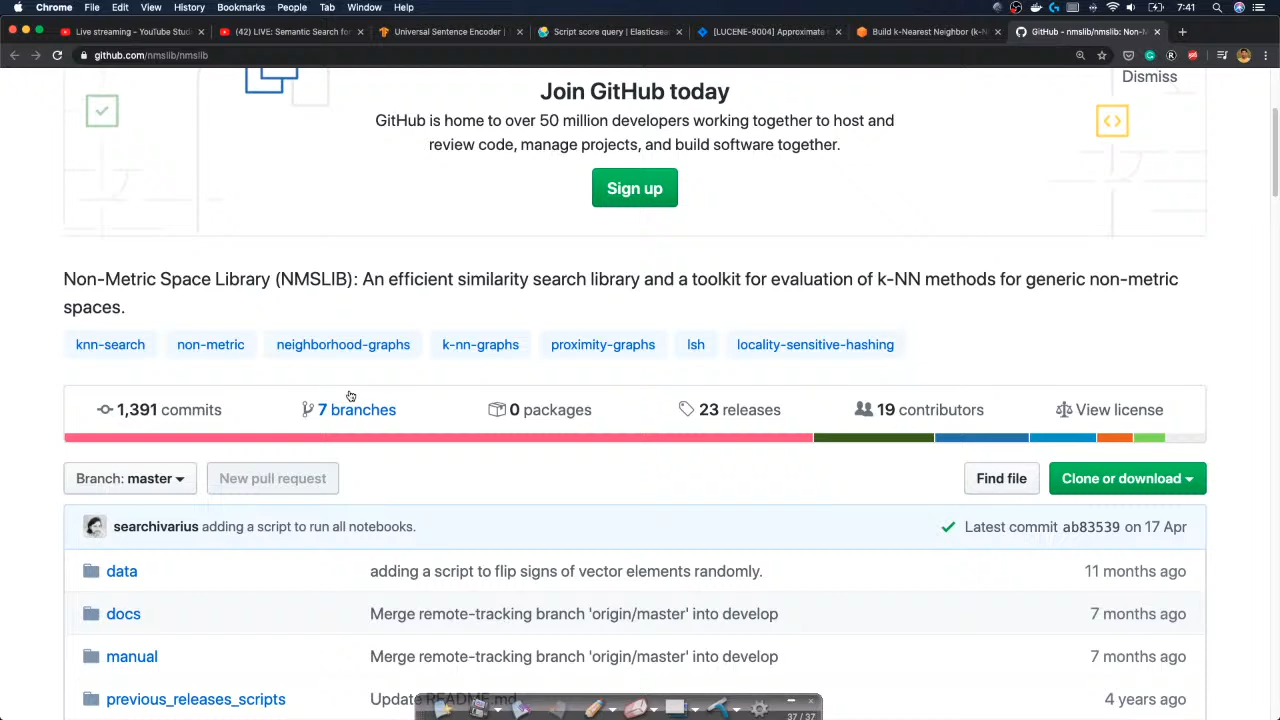 Chrome File Edit View History Bookmarks People Tab Window Help 7:41
Live streaming - YouTube Stud
(42) LIVE: Semantic Search for
Universal Sentence Encoder
Script score query | Elasticsea
[LUCENE-9004] Approximate
Build k-Nearest Neighbor (k-N
GitHub - nmslib/nmslib: Non-M
github.com/nmslib/nmslib
Dismiss
Join GitHub today
GitHub is home to over 50 million developers working together to host and
review code, manage projects, and build software together.
Sign up
Non-Metric Space Library (NMSLIB): An efficient similarity search library and a toolkit for evaluation of k-NN methods for generic non-metric
spaces.
knn-search non-metric neighborhood-graphs k-nn-graphs proximity-graphs lsh locality-sensitive-hashing
1,391 commits 7 branches 0 packages 23 releases 19 contributors View license
Branch: master New pull request Find file Clone or download
searchivarius adding a script to run all notebooks. Latest commit ab83539 on 17 Apr
data adding a script to flip signs of vector elements randomly. 11 months ago
docs Merge remote-tracking branch 'origin/master' into develop 7 months ago
manual Merge remote-tracking branch 'origin/master' into develop 7 months ago
previous_releases_scripts Update README.md 4 years ago
37 / 37